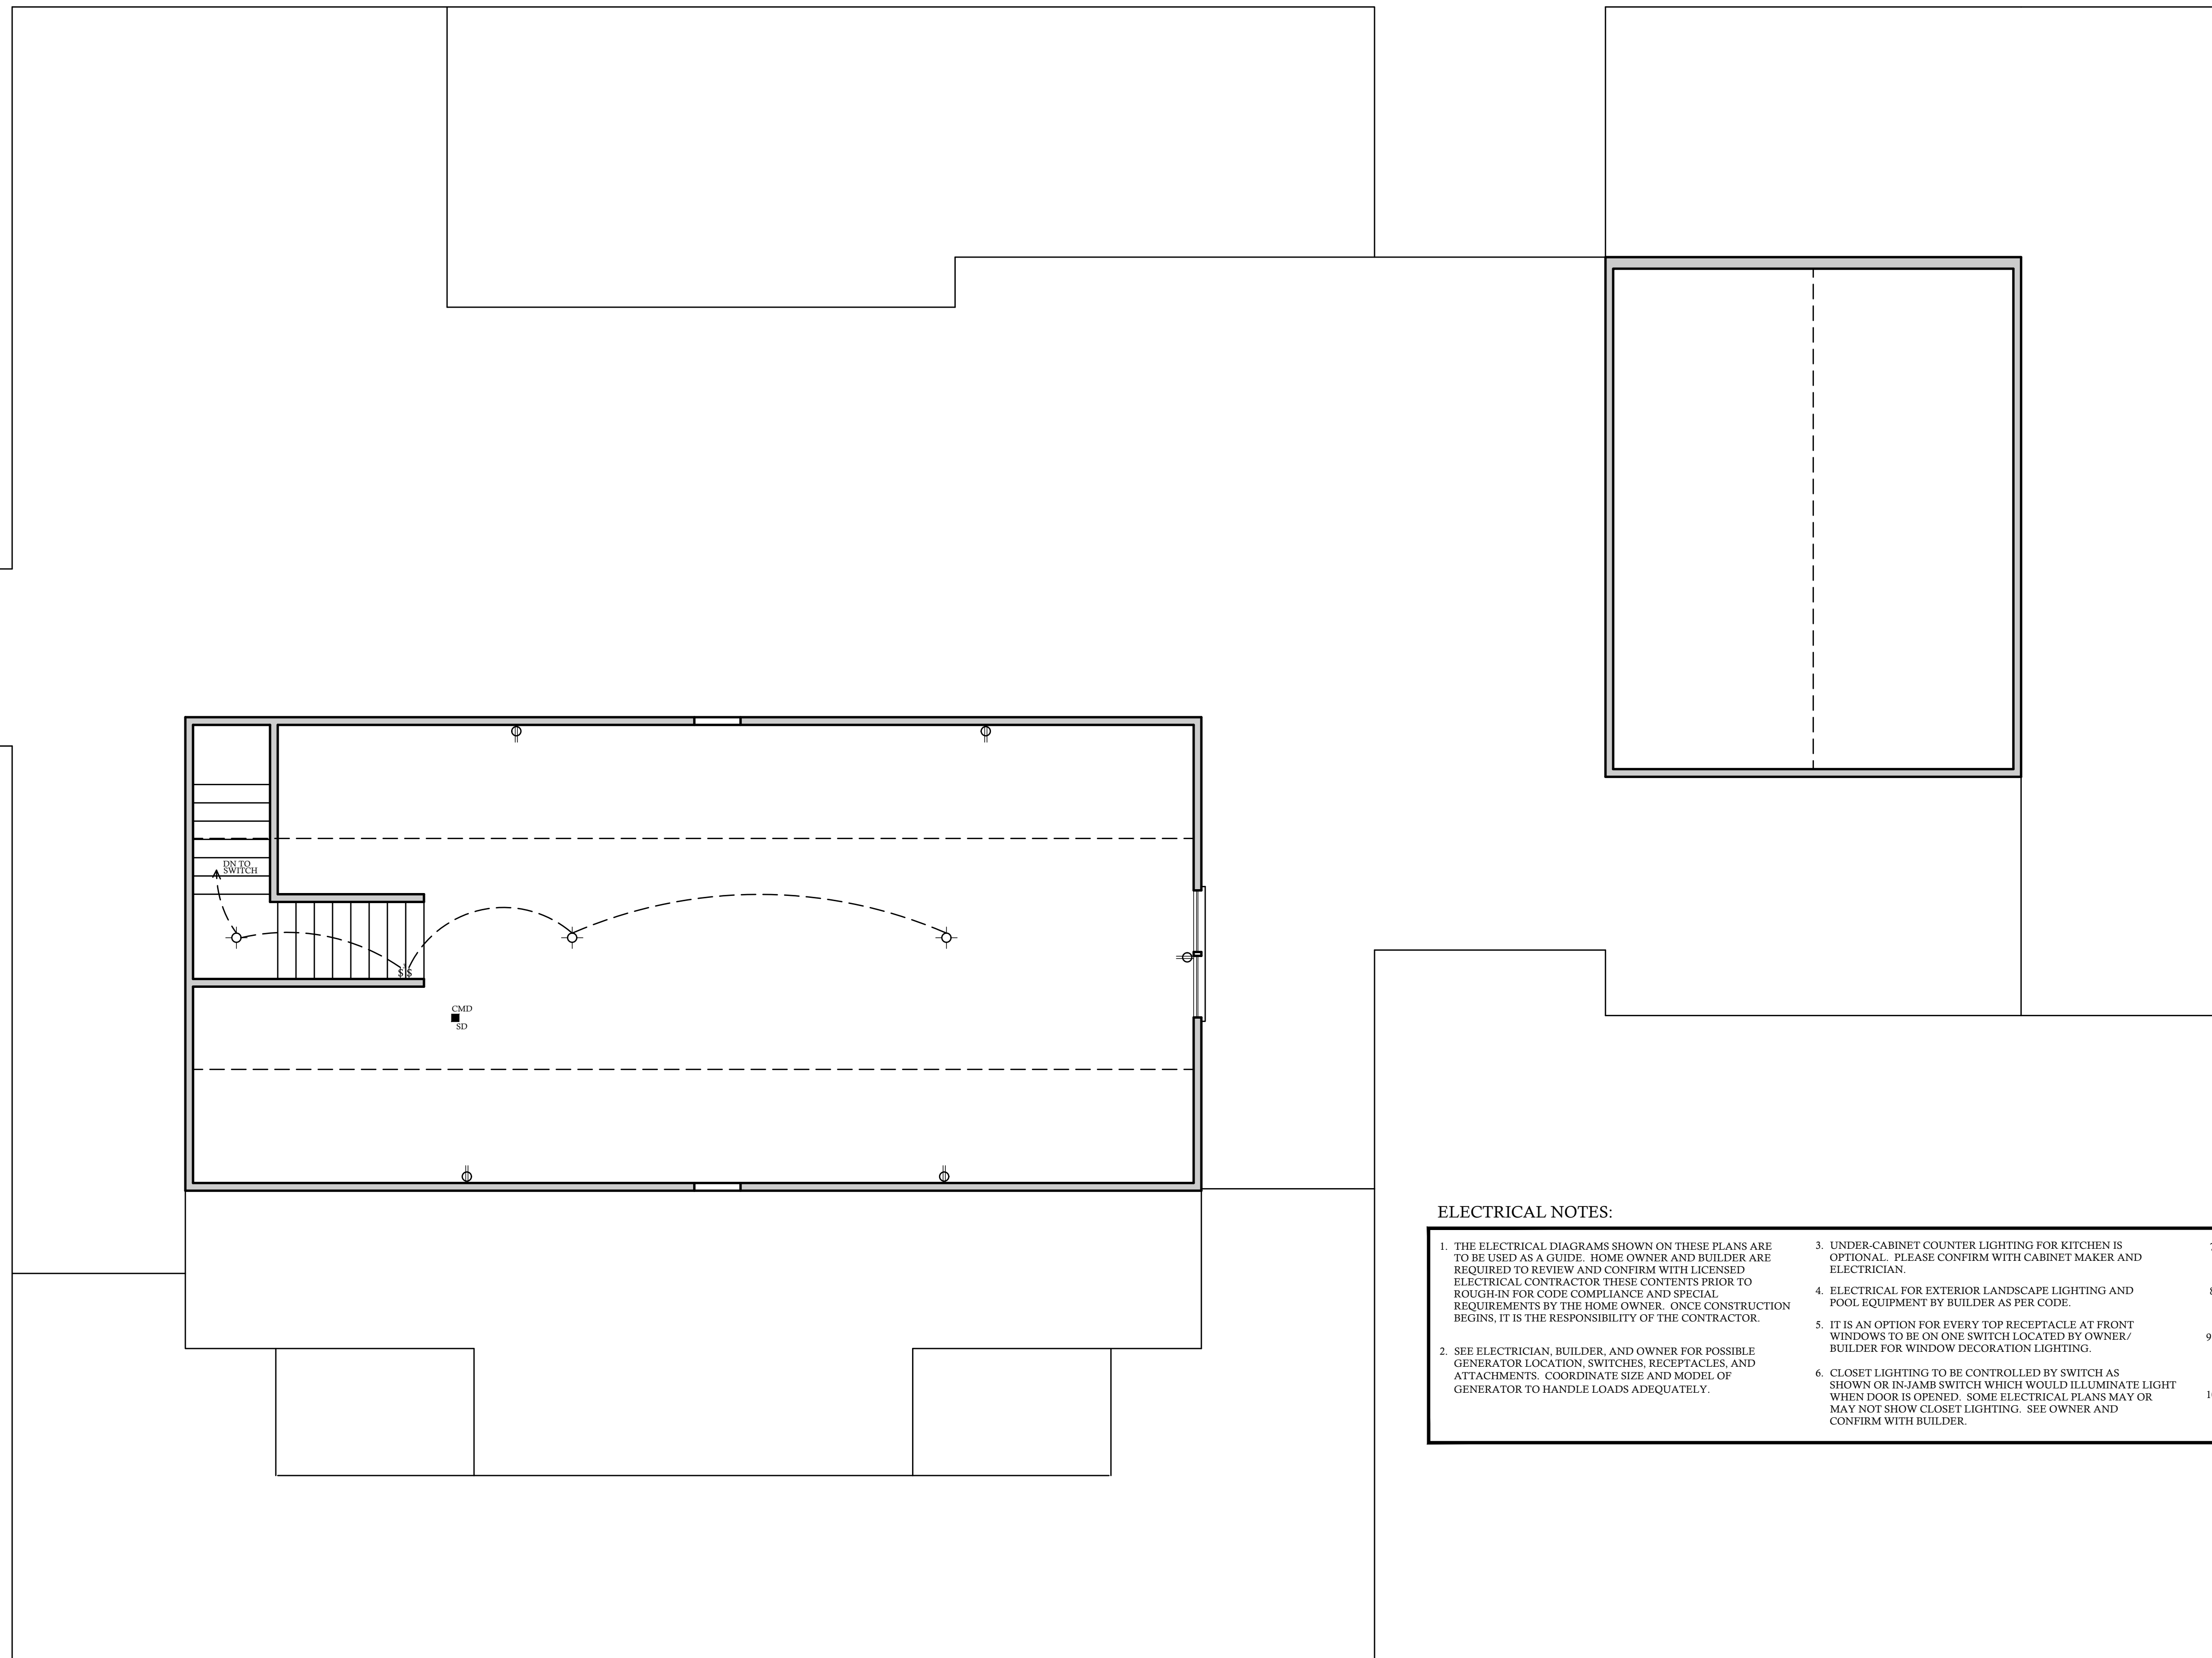 DN TO
SWITCH
$ $
CMD
SD
ELECTRICAL NOTES:
1. THE ELECTRICAL DIAGRAMS SHOWN ON THESE PLANS ARE
TO BE USED AS A GUIDE. HOME OWNER AND BUILDER ARE
REQUIRED TO REVIEW AND CONFIRM WITH LICENSED
ELECTRICAL CONTRACTOR THESE CONTENTS PRIOR TO
ROUGH-IN FOR CODE COMPLIANCE AND SPECIAL
REQUIREMENTS BY THE HOME OWNER. ONCE CONSTRUCTION
BEGINS, IT IS THE RESPONSIBILITY OF THE CONTRACTOR.
2. SEE ELECTRICIAN, BUILDER, AND OWNER FOR POSSIBLE
GENERATOR LOCATION, SWITCHES, RECEPTACLES, AND
ATTACHMENTS. COORDINATE SIZE AND MODEL OF
GENERATOR TO HANDLE LOADS ADEQUATELY.
3. UNDER-CABINET COUNTER LIGHTING FOR KITCHEN IS
OPTIONAL. PLEASE CONFIRM WITH CABINET MAKER AND
ELECTRICIAN.
4. ELECTRICAL FOR EXTERIOR LANDSCAPE LIGHTING AND
POOL EQUIPMENT BY BUILDER AS PER CODE.
5. IT IS AN OPTION FOR EVERY TOP RECEPTACLE AT FRONT
WINDOWS TO BE ON ONE SWITCH LOCATED BY OWNER/
BUILDER FOR WINDOW DECORATION LIGHTING.
6. CLOSET LIGHTING TO BE CONTROLLED BY SWITCH AS
SHOWN OR IN-JAMB SWITCH WHICH WOULD ILLUMINATE LIGHT
WHEN DOOR IS OPENED. SOME ELECTRICAL PLANS MAY OR
MAY NOT SHOW CLOSET LIGHTING. SEE OWNER AND
CONFIRM WITH BUILDER.
9